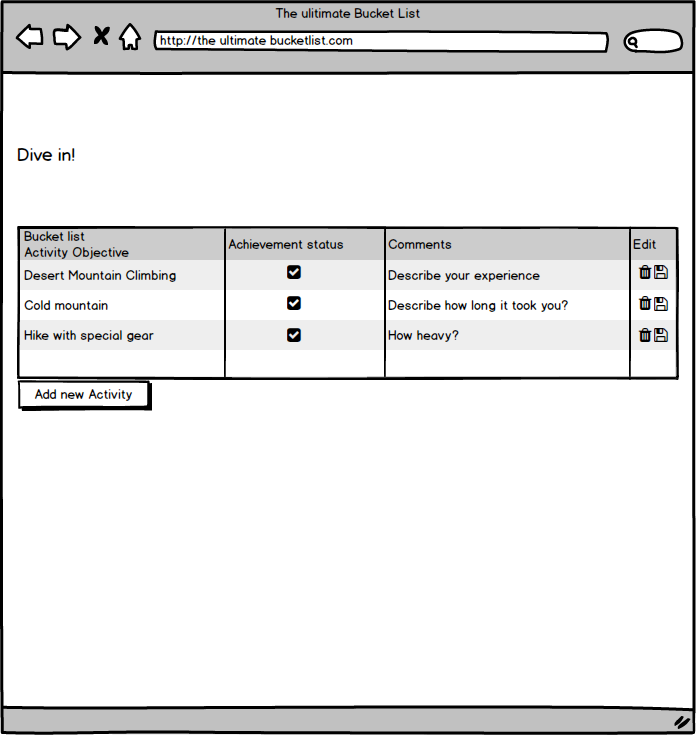 The ulitimate Bucket List
http://the ultimate bucketlist.com
Dive in!
Bucket list
Activity Objective
Achievement status
Comments
Edit
Desert Mountain Climbing
Describe your experience
Cold mountain
Describe how long it took you?
Hike with special gear
How heavy?
Add new Activity